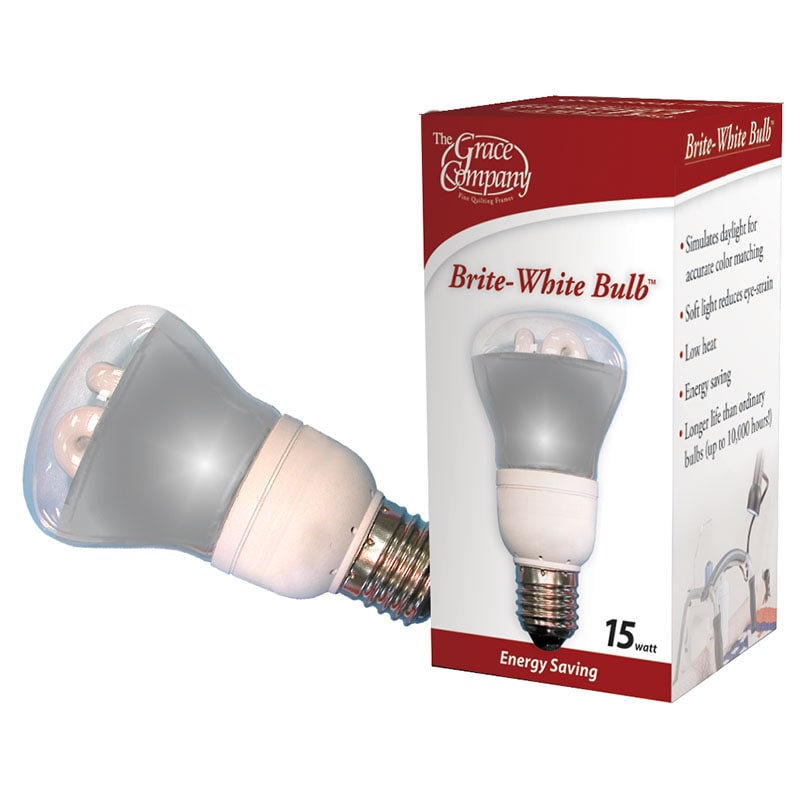 The
Grace
Company
Fine Quilting Frames
Brite-White Bulb™
15 watt
Energy Saving
Brite-White Bulb™
• Simulates daylight for
accurate color matching
• Soft light reduces eye-strain
• Low heat
• Energy saving
• Longer life than ordinary
bulbs (up to 10,000 hours!)